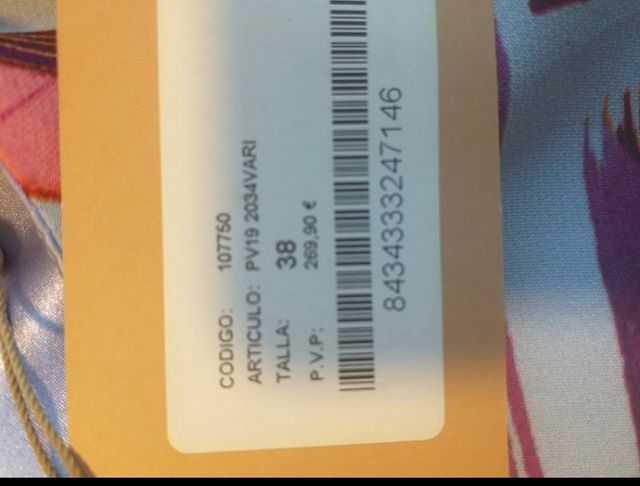 CODIGO: 107750
ARTICULO: PV19 2034VARI
TALLA: 38
P.V.P: 269,90 €
8434333247146